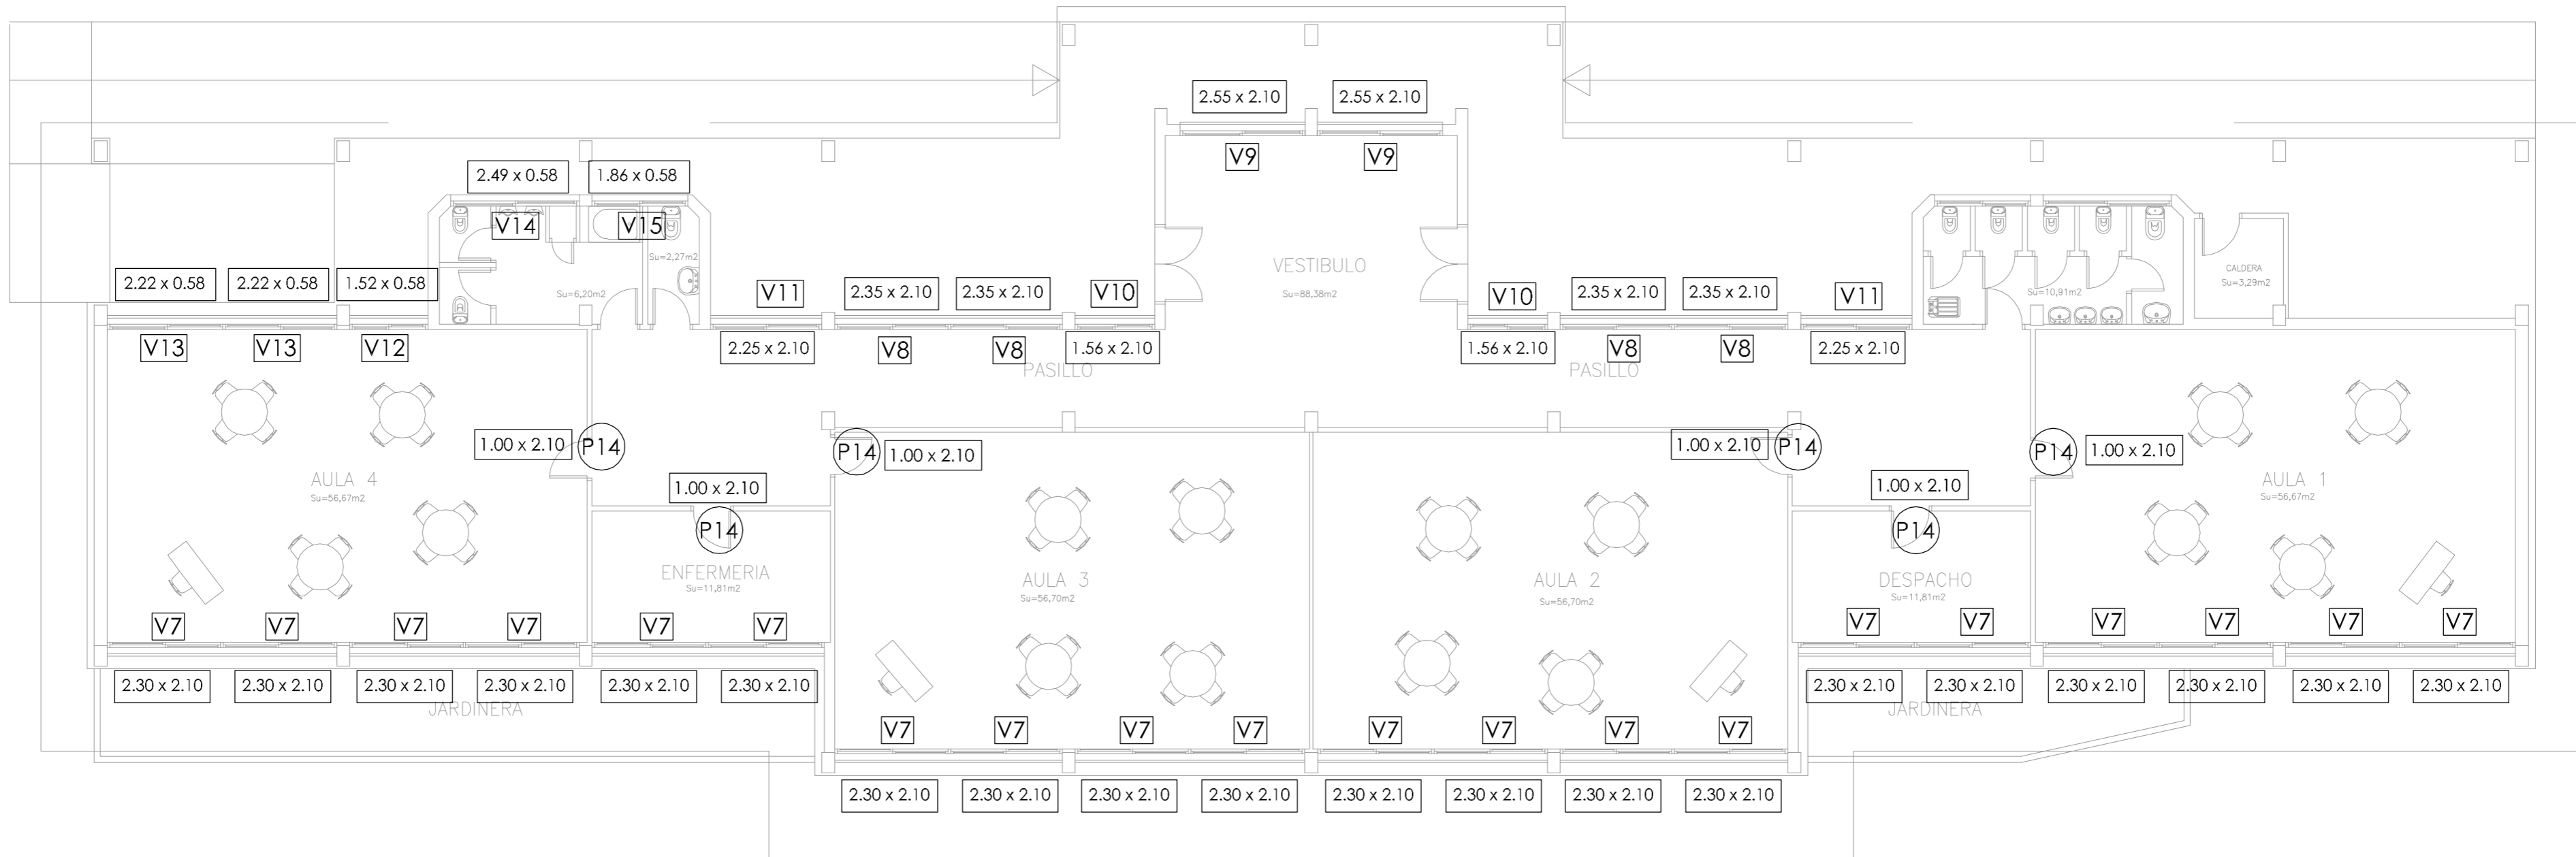 2.55 x 2.10
2.55 x 2.10
V9
V9
2.49 x 0.58
1.86 x 0.58
V14
V15
Su=2,27m2
Su=6,20m2
2.22 x 0.58
2.22 x 0.58
1.52 x 0.58
V11
2.35 x 2.10
2.35 x 2.10
V10
VESTIBULO
Su=88,38m2
V10
2.35 x 2.10
2.35 x 2.10
V11
Su=10,91m2
CALDERA
Su=3,29m2
V13
V13
V12
2.25 x 2.10
V8
V8
1.56 x 2.10
1.56 x 2.10
V8
V8
2.25 x 2.10
PASILLO
PASILLO
1.00 x 2.10
P14
P14
1.00 x 2.10
1.00 x 2.10
P14
P14
1.00 x 2.10
AULA 4
Su=56,67m2
1.00 x 2.10
P14
1.00 x 2.10
P14
AULA 1
Su=56,67m2
ENFERMERIA
Su=11,81m2
AULA 3
Su=56,70m2
AULA 2
Su=56,70m2
DESPACHO
Su=11,81m2
V7
V7
V7
V7
V7
V7
V7
V7
V7
V7
V7
V7
2.30 x 2.10
2.30 x 2.10
2.30 x 2.10
2.30 x 2.10
2.30 x 2.10
2.30 x 2.10
2.30 x 2.10
2.30 x 2.10
2.30 x 2.10
2.30 x 2.10
2.30 x 2.10
2.30 x 2.10
JARDINERA
JARDINERA
V7
V7
V7
V7
V7
V7
V7
V7
2.30 x 2.10
2.30 x 2.10
2.30 x 2.10
2.30 x 2.10
2.30 x 2.10
2.30 x 2.10
2.30 x 2.10
2.30 x 2.10